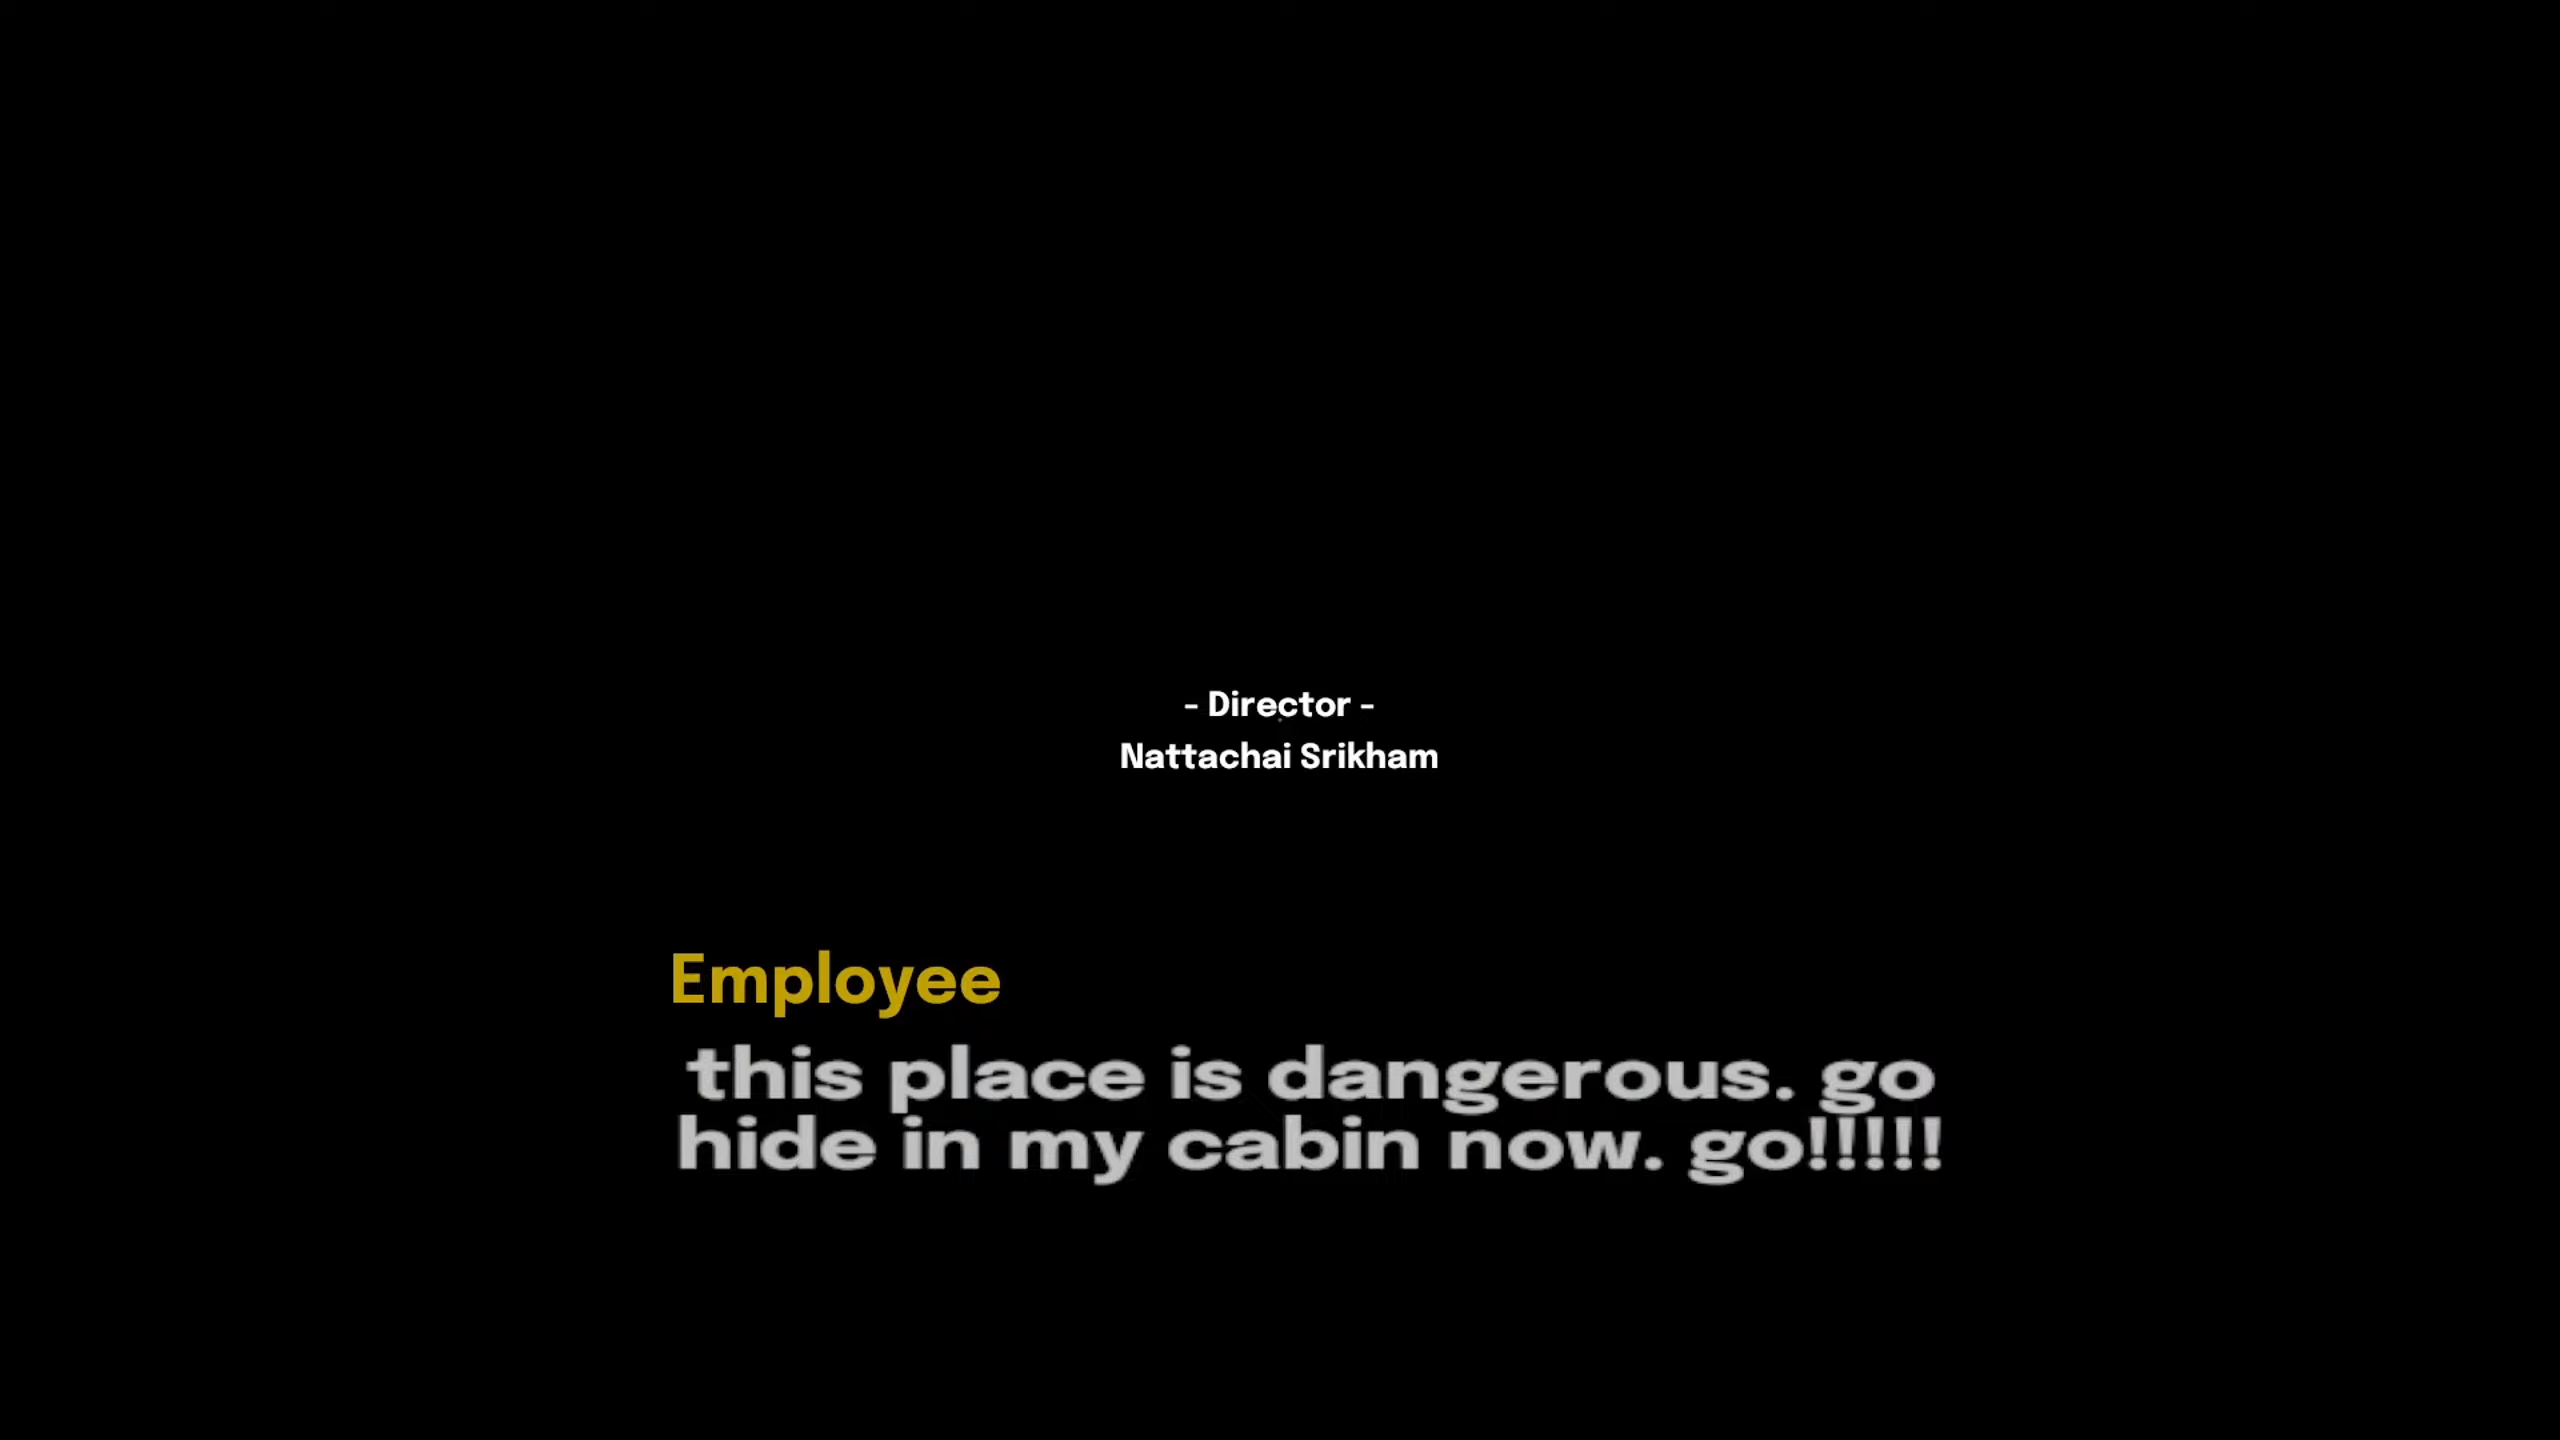 - Director -
Nattachai Srikham
Employee
this place is dangerous. go
hide in my cabin now. go!!!!!